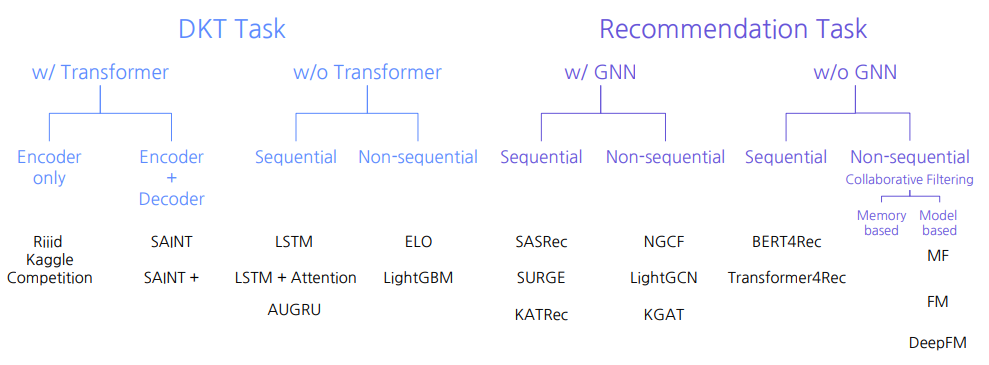 DKT Task
Recommendation Task
w/ Transformer
w/o Transformer
w/ GNN
w/o GNN
Encoder
only
Encoder
+
Decoder
Sequential
Non-sequential
Sequential
Non-sequential
Sequential
Non-sequential
Collaborative Filtering
Memory
based
Model
based
Riiid
Kaggle
Competition
SAINT
SAINT +
LSTM
LSTM + Attention
AUGRU
ELO
LightGBM
SASRec
SURGE
KATRec
NGCF
LightGCN
KGAT
BERT4Rec
Transformer4Rec
MF
FM
DeepFM